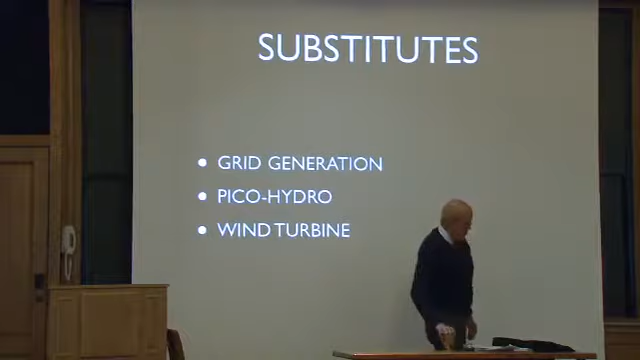 SUBSTITUTES
• GRID GENERATION
• PICO-HYDRO
• WIND TURBINE